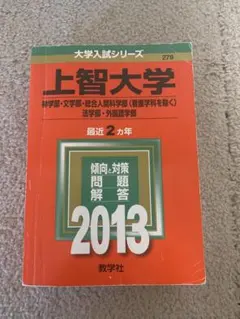 大学入試シリーズ
279
上智大学
神学部・文学部・総合人間科学部〈看護学科を除く〉
法学部・外国語学部
最近2カ年
傾向と対策
問題
解答
2013
教学社